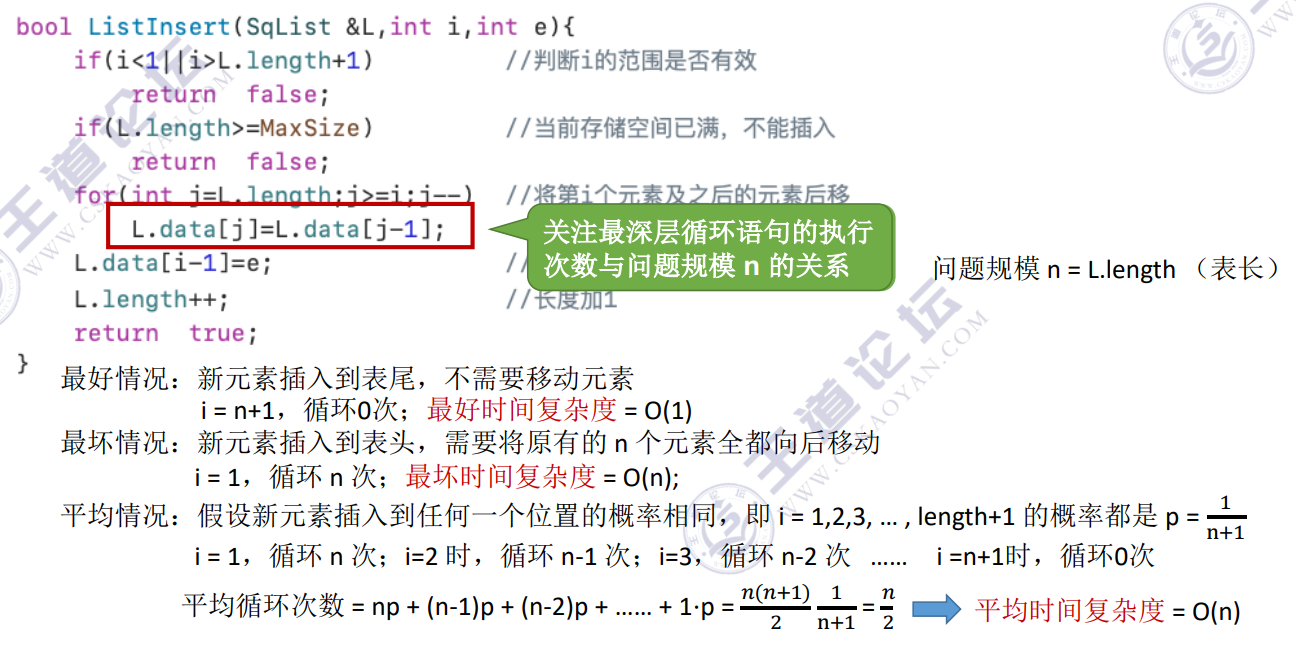 bool ListInsert(SqList &L,int i,int e){
if(i<1||i>L.length+1) //判断i的范围是否有效
return false;
if(L.length>=MaxSize) //当前存储空间已满，不能插入
return false;
for(int j=L.length;j>=i;j--) //将第i个元素及之后的元素后移
L.data[j]=L.data[j-1];
关注最深层循环语句的执行
次数与问题规模 n 的关系
L.data[i-1]=e; //
问题规模 n = L.length （表长）
L.length++; //长度加1
return true;
}
最好情况：新元素插入到表尾，不需要移动元素
i = n+1，循环0次；最好时间复杂度 = O(1)
最坏情况：新元素插入到表头，需要将原有的 n 个元素全都向后移动
i = 1，循环 n 次；最坏时间复杂度 = O(n);
平均情况：假设新元素插入到任何一个位置的概率相同，即 i = 1,2,3, … , length+1 的概率都是 p = 1/(n+1)
i = 1，循环 n 次；i=2 时，循环 n-1 次；i=3，循环 n-2 次 …… i =n+1时，循环0次
平均循环次数 = np + (n-1)p + (n-2)p + …… + 1·p = n(n+1)/2 1/(n+1) = n/2 平均时间复杂度 = O(n)
王道论坛
WWW.CSKAOYAN.COM
王道论坛
WWW.CSKAOYAN.COM